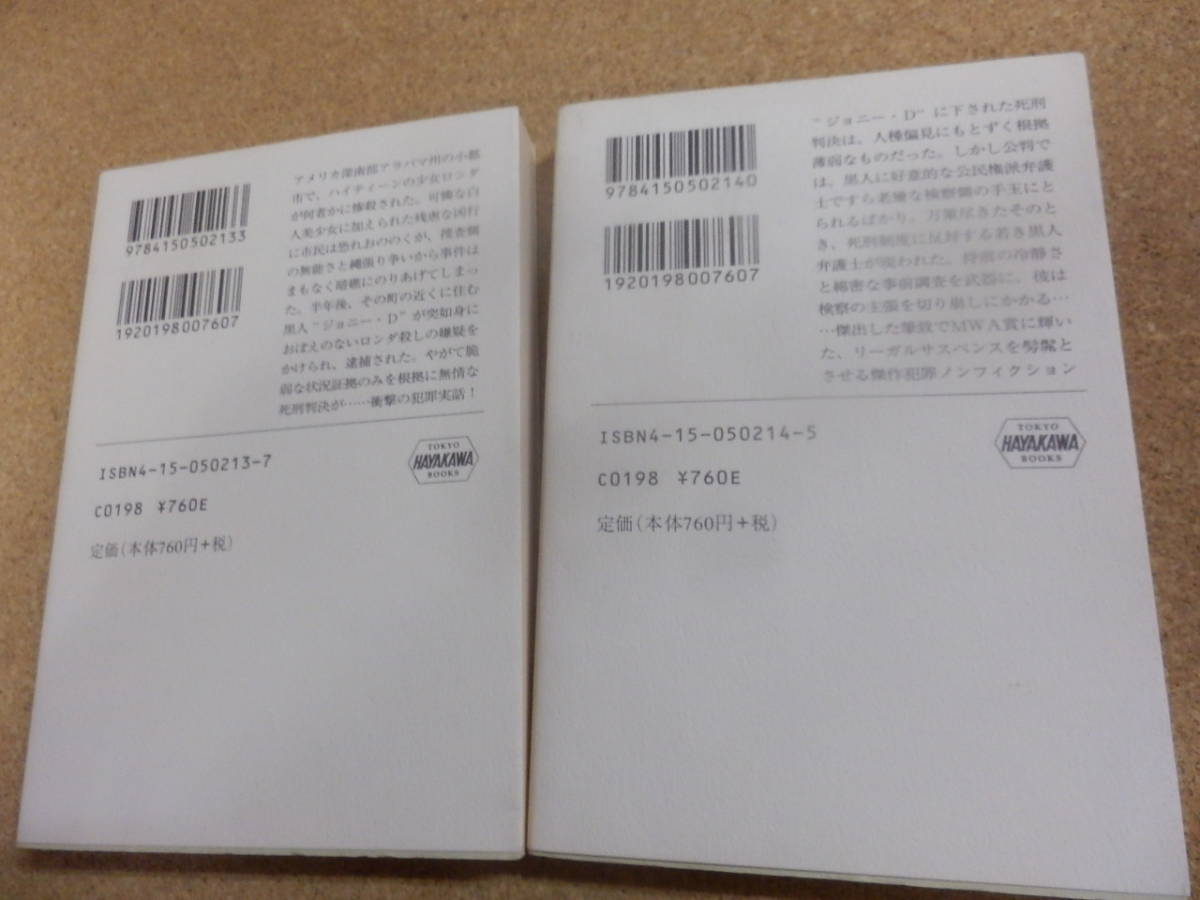 9784150502133
1920198007607
アメリカ深南部アラバマ州の小都
市で、ハイティーンの少女ロンダ
が何者かに惨殺された。可憐な白
人美少女に加えられた残虐な凶行
に市民は恐れおののくが、捜査側
の無能さと縄張り争いから事件は
まもなく暗礁にのりあげてしまっ
た。半年後、その町の近くに住む
黒人"ジョニー・D"が突如身に
おぼえのないロンダ殺しの嫌疑を
かけられ、逮捕された。やがて脆
弱な状況証拠のみを根拠に無情な
死刑判決が……衝撃の犯罪実話!
ISBN4-15-050213-7
C0198 ¥760E
定価(本体760円+税)
TOKYO
HAYAKAWA
BOOKS
9784150502140
1920198007607
"ジョニー・D"に下された死刑
判決は、人種偏見にもとずく根拠
薄弱なものだった。しかし公判で
は、黒人に好意的な公民権派弁護
士ですら老獪な検察側の手玉にと
られるばかり。万策尽きたそのと
き、死刑制度に反対する若き黒人
弁護士が現われた。持前の冷静さ
と綿密な事前調査を武器に、彼は
検察の主張を切り崩しにかかる…
…傑出した筆致でMWA賞に輝い
た、リーガルサスペンスを髣髴と
させる傑作犯罪ノンフィクション
ISBN4-15-050214-5
C0198 ¥760E
定価(本体760円+税)
TOKYO
HAYAKAWA
BOOKS